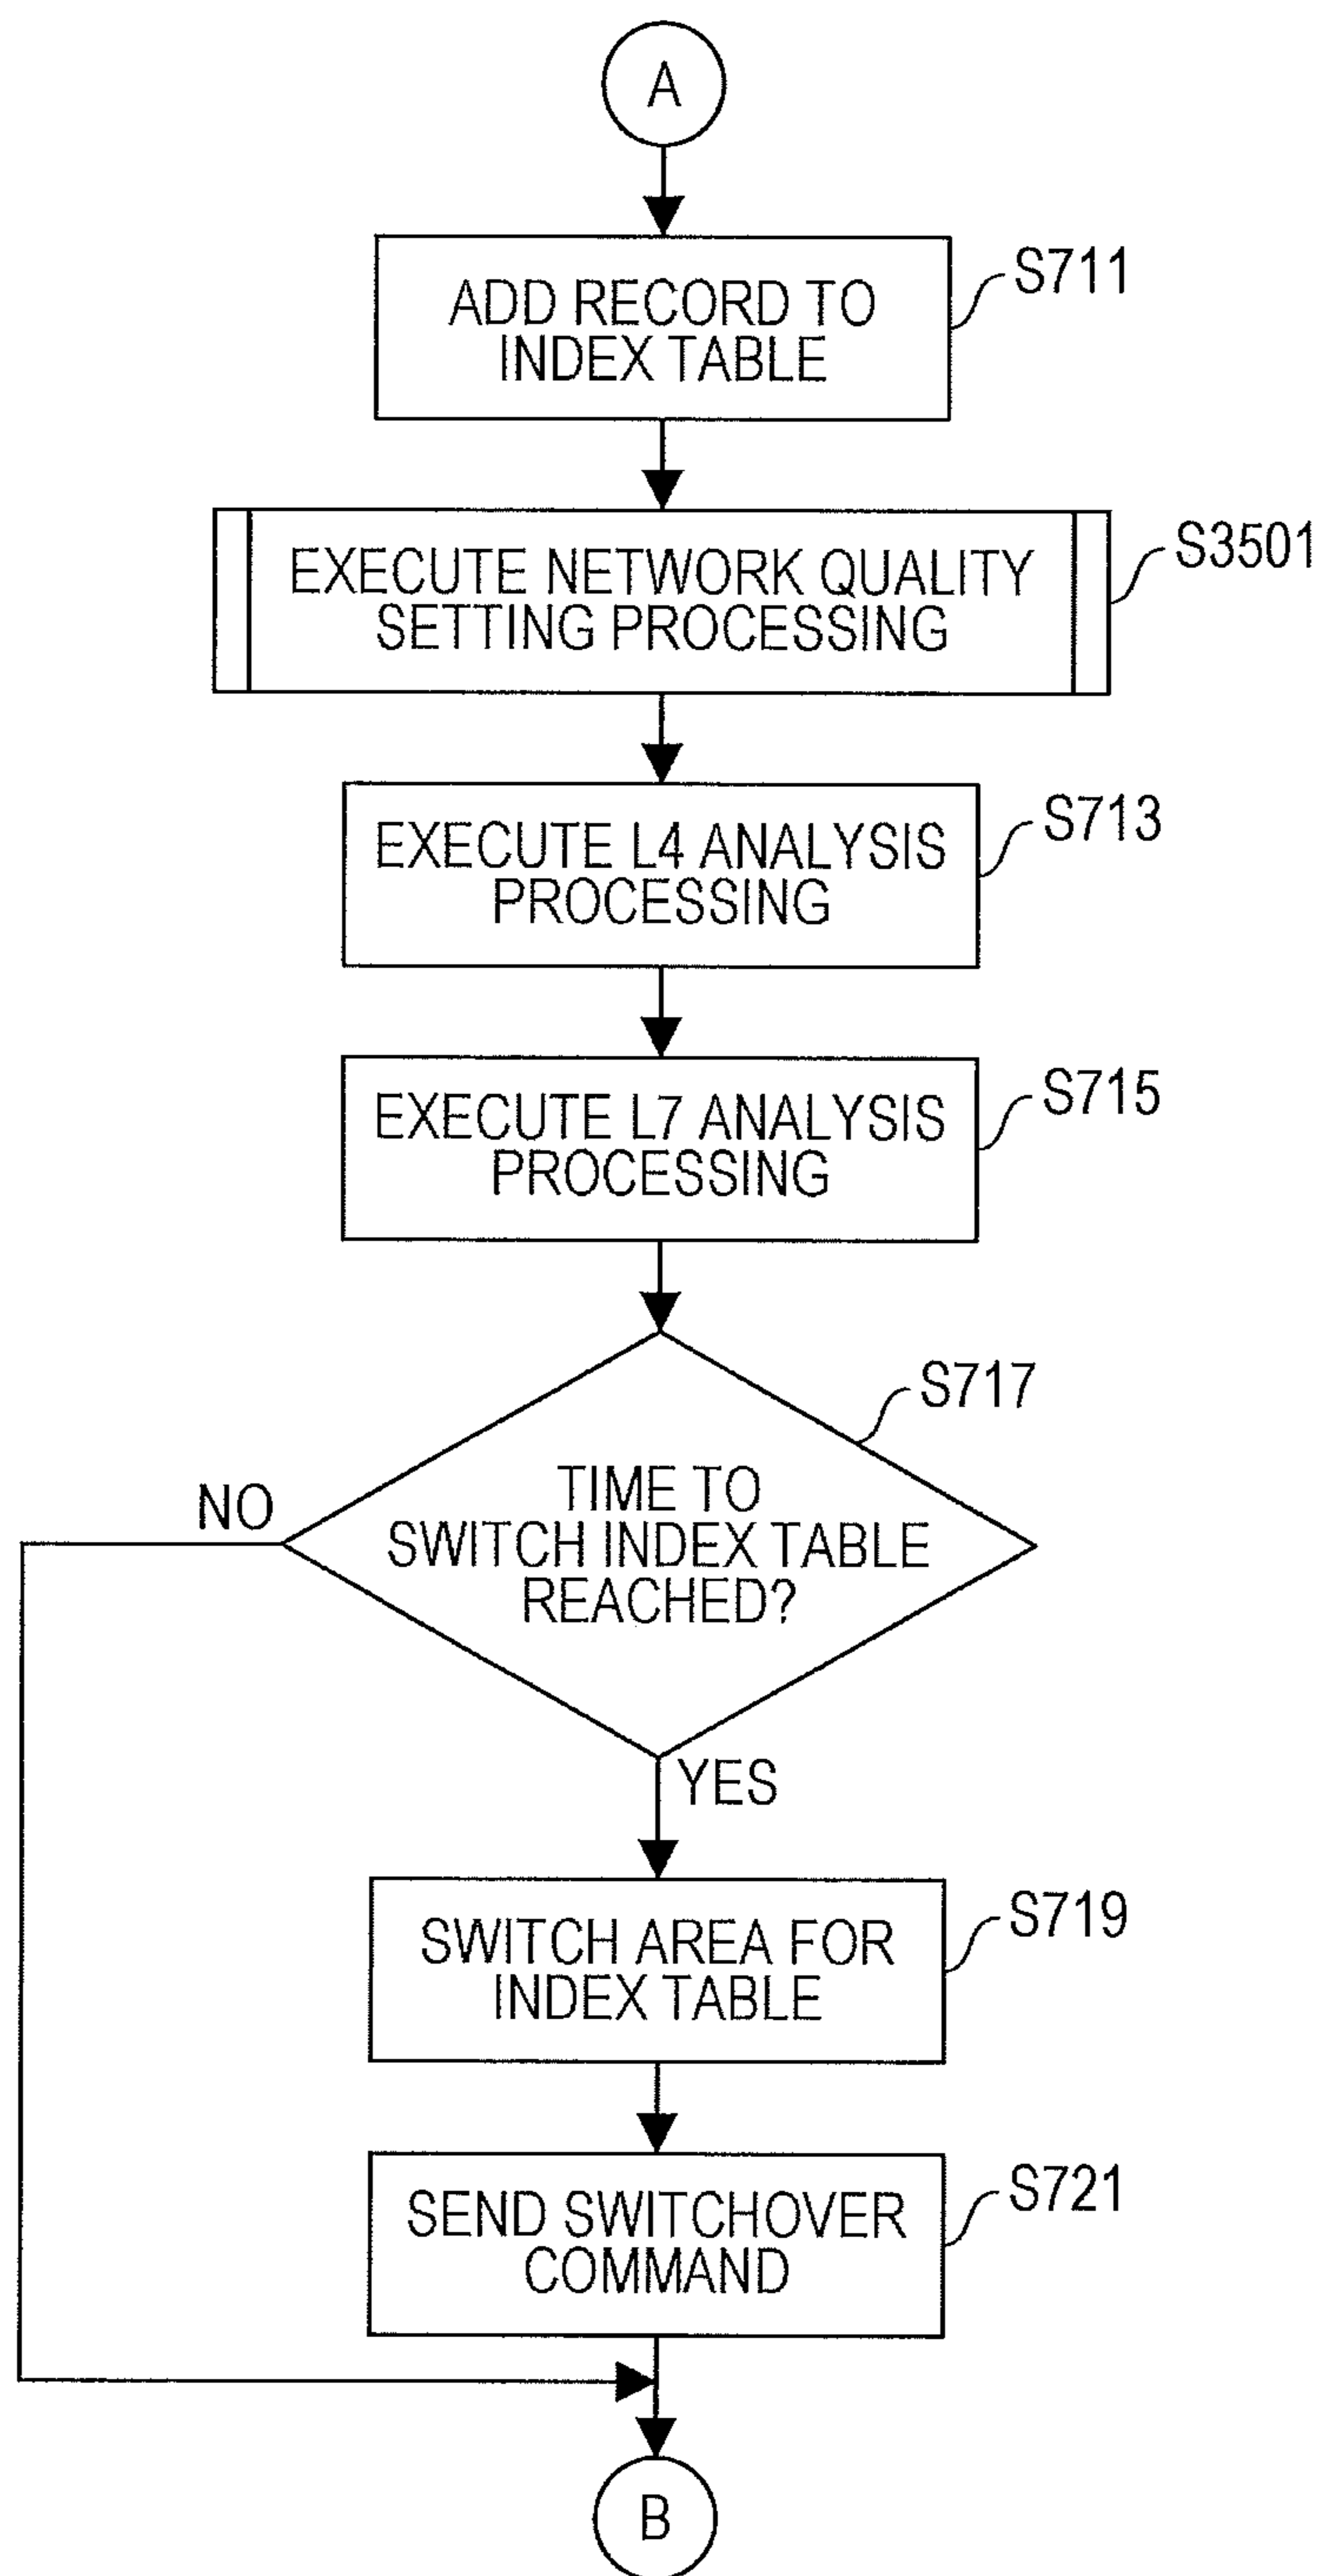 A
ADD RECORD TO
INDEX TABLE
S711
EXECUTE NETWORK QUALITY
SETTING PROCESSING
S3501
EXECUTE L4 ANALYSIS
PROCESSING
S713
EXECUTE L7 ANALYSIS
PROCESSING
S715
S717
TIME TO
SWITCH INDEX TABLE
REACHED?
NO
YES
SWITCH AREA FOR
INDEX TABLE
S719
SEND SWITCHOVER
COMMAND
S721
B